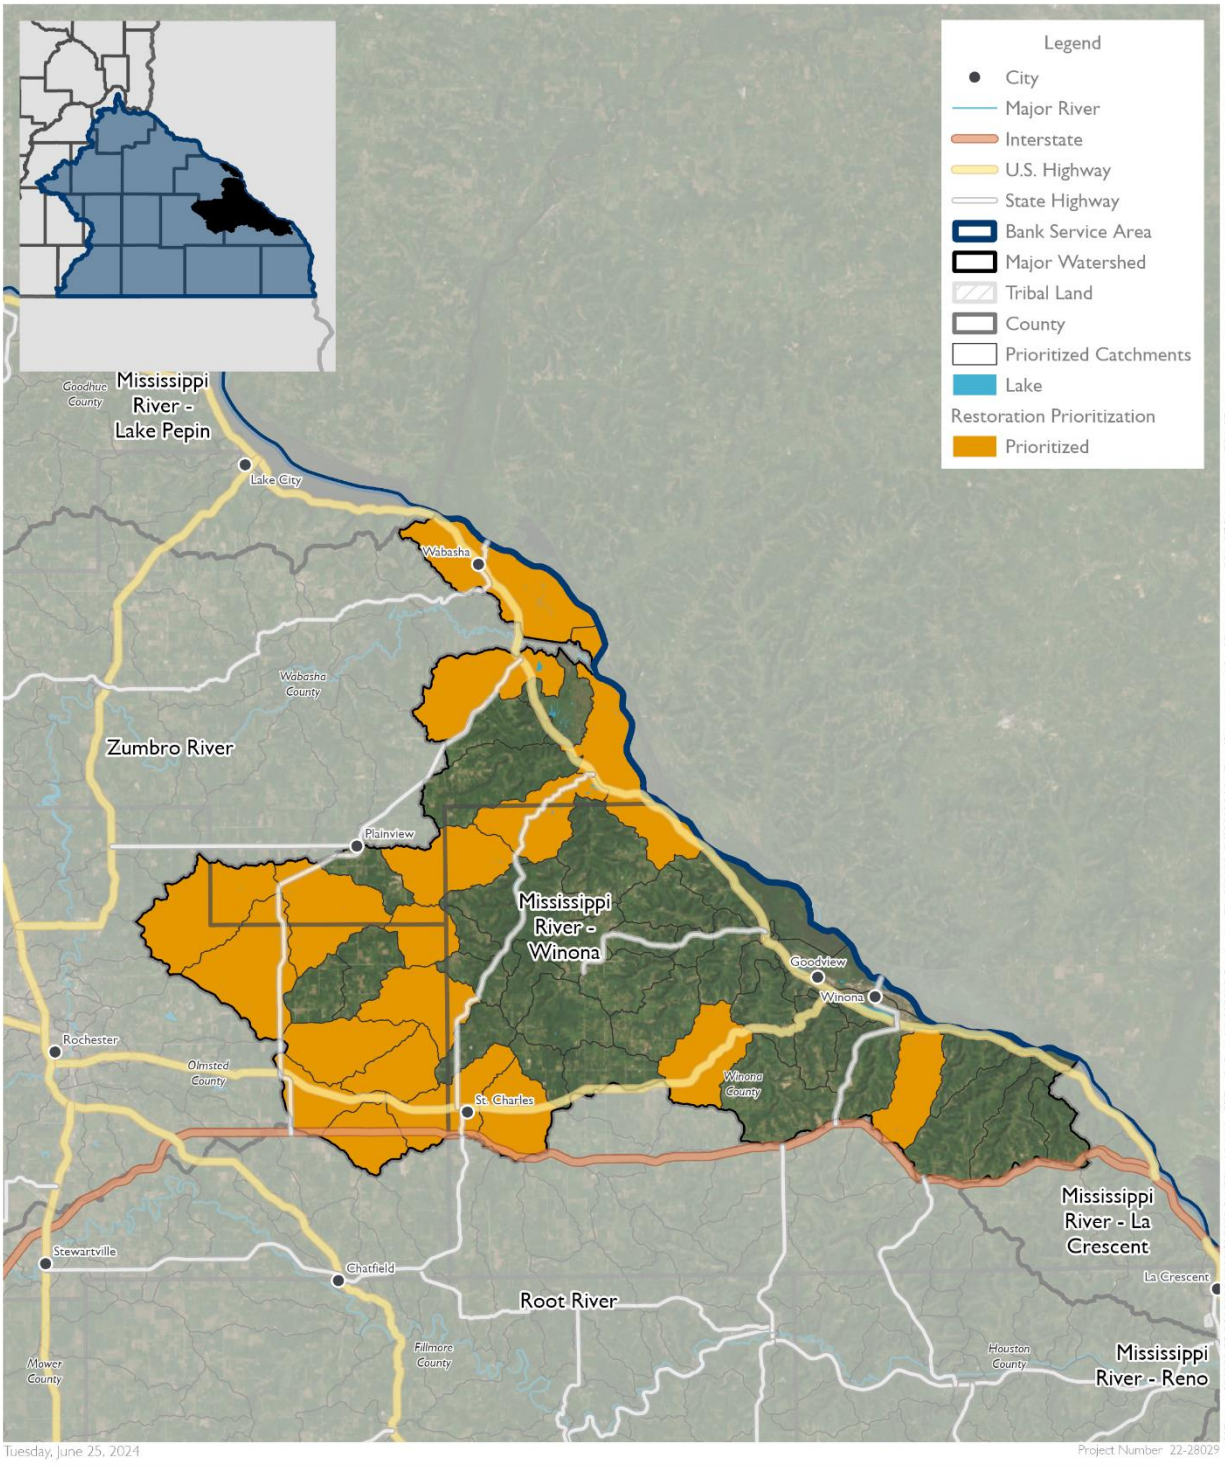 Legend
City
Major River
Interstate
U.S. Highway
State Highway
Bank Service Area
Major Watershed
Tribal Land
County
Prioritized Catchments
Lake
Restoration Prioritization
Prioritized
Goodhue
County
Mississippi
River -
Lake Pepin
Lake City
Wabasha
Wabasha
County
Zumbro River
Plainview
Mississippi
River -
Winona
Goodview
Winona
Rochester
Olmsted
County
Winona
County
St. Charles
Mississippi
River - La
Crescent
Stewartville
Chatfield
La Crescent
Root River
Fillmore
County
Houston
County
Mower
County
Mississippi
River - Reno
Tuesday, June 25, 2024
Project Number 22-28029